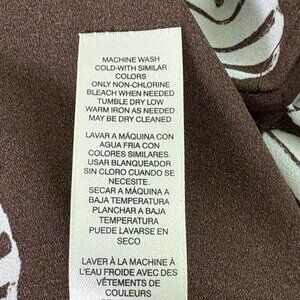 MACHINE WASH
COLD-WITH SIMILAR
COLORS
ONLY NON-CHLORINE
BLEACH WHEN NEEDED
TUMBLE DRY LOW
WARM IRON AS NEEDED
MAY BE DRY CLEANED
LAVAR A MÁQUINA CON
AGUA FRIA CON
COLORES SIMILARES.
USAR BLANQUEADOR
SIN CLORO CUANDO SE
NECESITE.
SECAR A MÁQUINA A
BAJA TEMPERATURA
PLANCHAR A BAJA
TEMPERATURA
PUEDE LAVARSE EN
SECO
LAVER À LA MACHINE À
L'EAU FROIDE AVEC DES
VÊTEMENTS DE
COULEURS